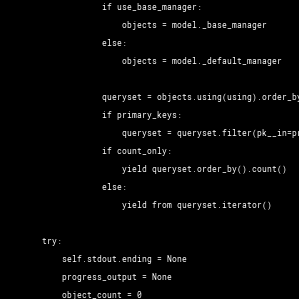 if use_base_manager:
objects = model._base_manager
else:
objects = model._default_manager
queryset = objects.using(using).order_by
if primary_keys:
queryset = queryset.filter(pk__in=pr
if count_only:
yield queryset.order_by().count()
else:
yield from queryset.iterator()
try:
self.stdout.ending = None
progress_output = None
object_count = 0